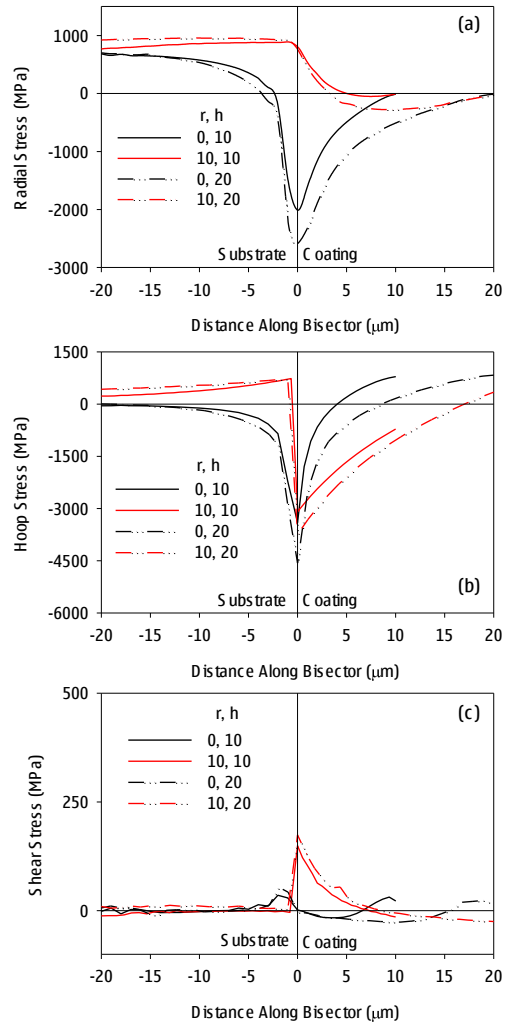 (a)
1000
0
-1000
-2000
-3000
Radial Stress (MPa)
r, h
0, 10
10, 10
0, 20
10, 20
Substrate Coating
-20 -15 -10 -5 0 5 10 15 20
Distance Along Bisector (μm)
1500
0
-1500
-3000
-4500
-6000
Hoop Stress (MPa)
r, h
0, 10
10, 10
0, 20
10, 20
(b)
Substrate Coating
-20 -15 -10 -5 0 5 10 15 20
Distance Along Bisector (μm)
500
250
0
Shear Stress (MPa)
(c)
r, h
0, 10
10, 10
0, 20
10, 20
Substrate Coating
-20 -15 -10 -5 0 5 10 15 20
Distance Along Bisector (μm)